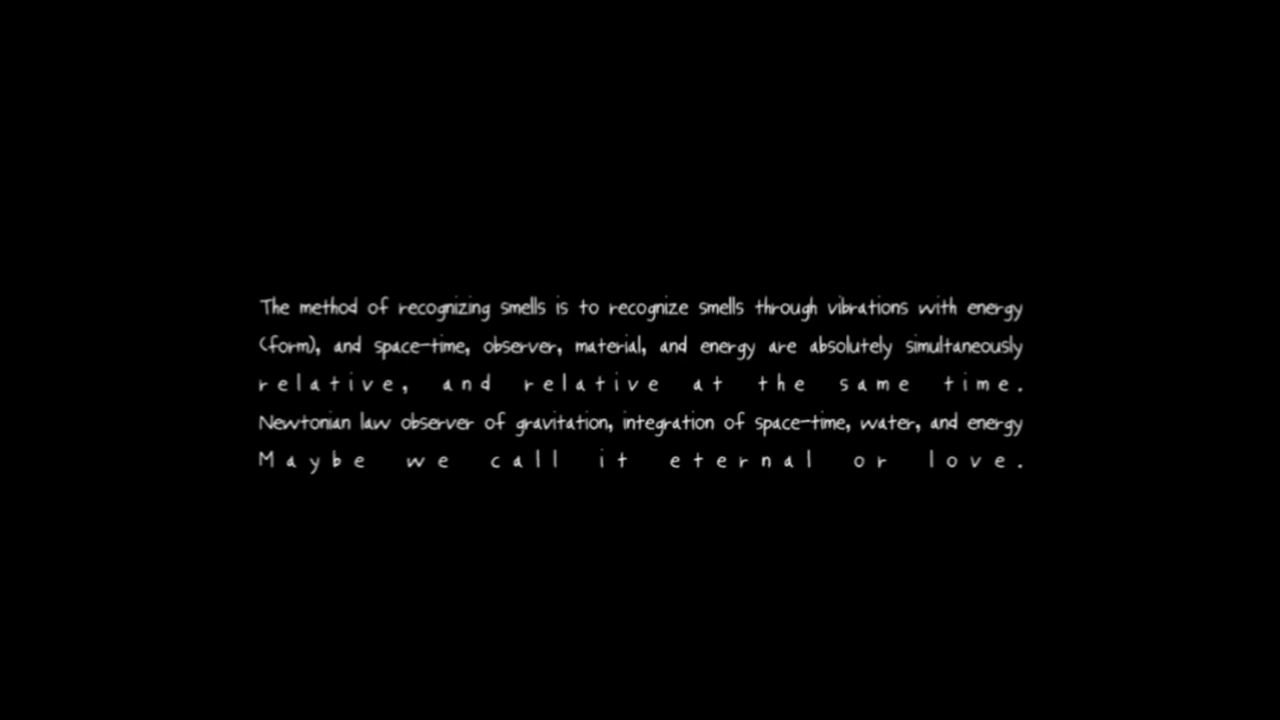 The method of recognizing smells is to recognize smells through vibrations with energy
(form), and space-time, observer, material, and energy are absolutely simultaneously
relative, and relative at the same time.
Newtonian law observer of gravitation, integration of space-time, water, and energy
Maybe we call it eternal or love.